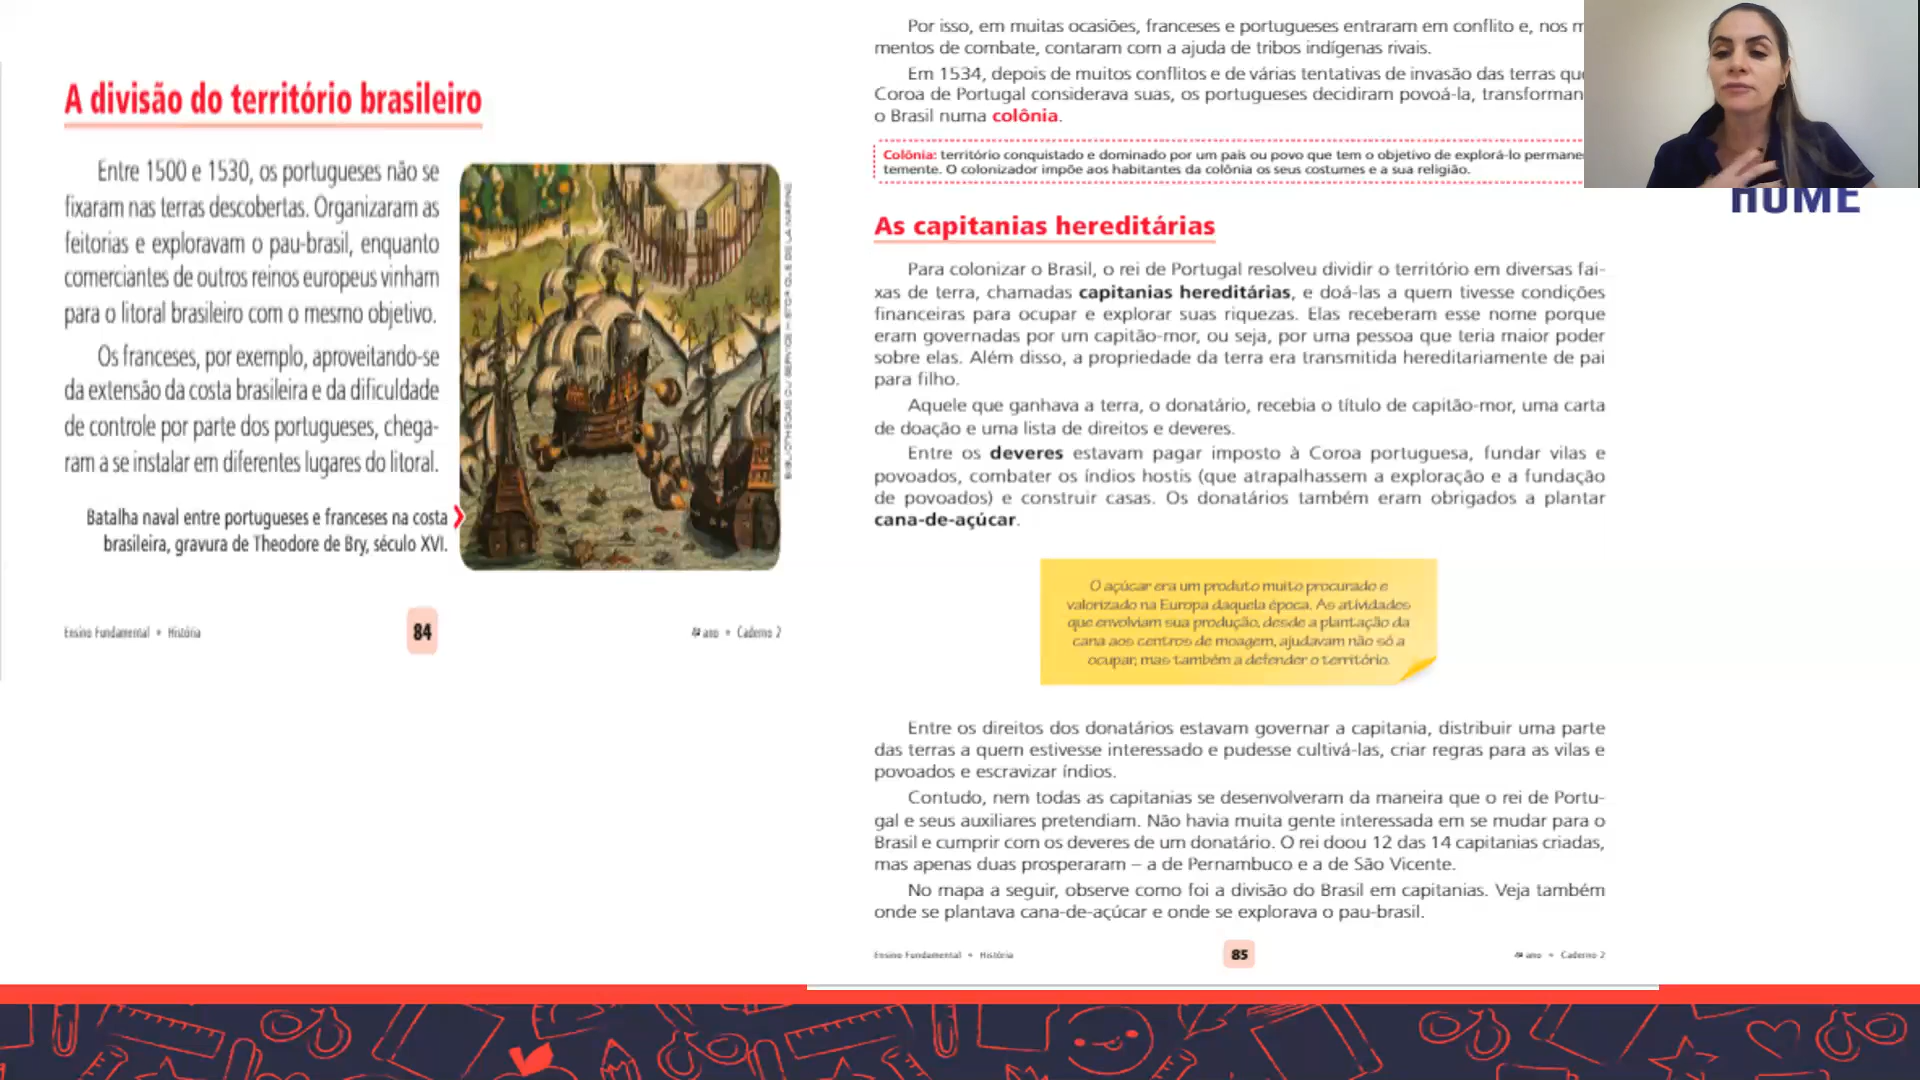 A divisão do território brasileiro
Entre 1500 e 1530, os portugueses não se
fixaram nas terras descobertas. Organizaram as
feitorias e exploravam o pau-brasil, enquanto
comerciantes de outros reinos europeus vinham
para o litoral brasileiro com o mesmo objetivo.
Os franceses, por exemplo, aproveitando-se
da extensão da costa brasileira e da dificuldade
de controle por parte dos portugueses, chega-
ram a se instalar em diferentes lugares do litoral.
Batalha naval entre portugueses e franceses na costa
brasileira, gravura de Theodore de Bry, século XVI.
Ensino Fundamental • História
84
4º ano • Caderno 2
Por isso, em muitas ocasiões, franceses e portugueses entraram em conflito e, nos
mentos de combate, contaram com a ajuda de tribos indígenas rivais.
Em 1534, depois de muitos conflitos e de várias tentativas de invasão das terras
Coroa de Portugal considerava suas, os portugueses decidiram povoá-la,
o Brasil numa colônia.
Colônia: território conquistado e dominado por um país ou povo que tem o objetivo de explorá-lo
temente. O colonizador impõe aos habitantes da colônia os seus costumes e a sua religião.
As capitanias hereditárias
Para colonizar o Brasil, o rei de Portugal resolveu dividir o território em diversas fai-
xas de terra, chamadas capitanias hereditárias, e doá-las a quem tivesse condições
financeiras para ocupar e explorar suas riquezas. Elas receberam esse nome porque
eram governadas por um capitão-mor, ou seja, por uma pessoa que teria maior poder
sobre elas. Além disso, a propriedade da terra era transmitida hereditariamente de pai
para filho.
Aquele que ganhava a terra, o donatário, recebia o título de capitão-mor, uma carta
de doação e uma lista de direitos e deveres.
Entre os deveres estavam pagar imposto à Coroa portuguesa, fundar vilas e
povoados, combater os índios hostis (que atrapalhassem a exploração e a fundação
de povoados) e construir casas. Os donatários também eram obrigados a plantar
cana-de-açúcar.
O açúcar era um produto muito procurado e
valorizado na Europa daquela época. As atividades
que envolviam sua produção, desde a plantação da
cana aos centros de moagem, ajudavam não só a
ocupar, mas também a defender o território.
Entre os direitos dos donatários estavam governar a capitania, distribuir uma parte
das terras a quem estivesse interessado e pudesse cultivá-las, criar regras para as vilas e
povoados e escravizar índios.
Contudo, nem todas as capitanias se desenvolveram da maneira que o rei de Portu-
gal e seus auxiliares pretendiam. Não havia muita gente interessada em se mudar para o
Brasil e cumprir com os deveres de um donatário. O rei doou 12 das 14 capitanias criadas,
mas apenas duas prosperaram – a de Pernambuco e a de São Vicente.
No mapa a seguir, observe como foi a divisão do Brasil em capitanias. Veja também
onde se plantava cana-de-açúcar e onde se explorava o pau-brasil.
Ensino Fundamental • História
85
4º ano • Caderno 2